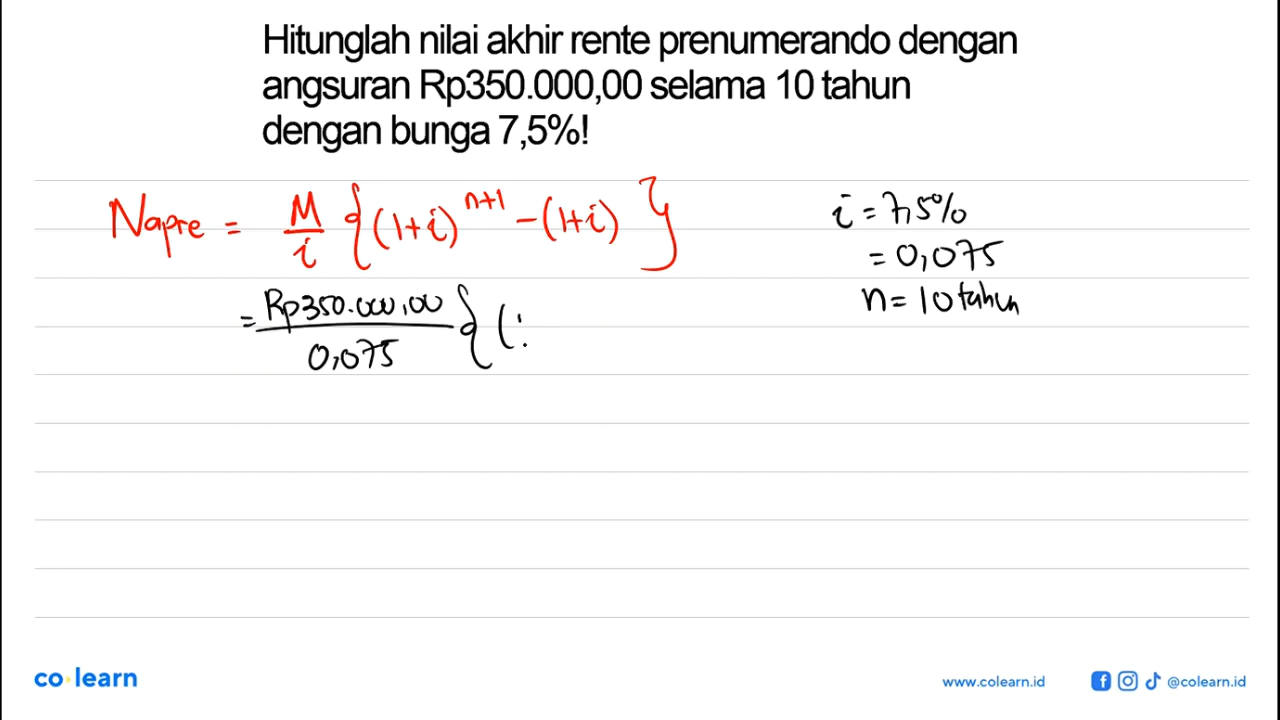 Hitunglah nilai akhir rente prenumerando dengan
angsuran Rp350.000,00 selama 10 tahun
dengan bunga 7,5%!
Napre = M/i {(1+i)^n+1 - (1+i)}
i = 7,5%
= 0,075
n = 10 tahun
= Rp350.000,00/0,075 { (
co learn
www.colearn.id
@colearn.id